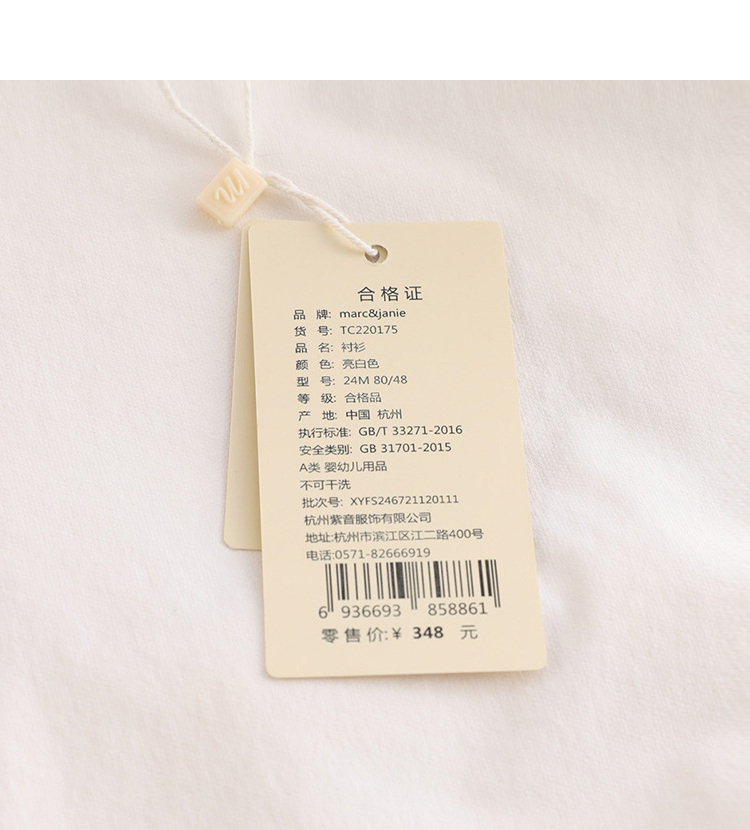 合格证
品 牌: marc&janie
货 号: TC220175
品 名: 衬衫
颜 色: 亮白色
型 号: 24M 80/48
等 级: 合格品
产 地: 中国 杭州
执行标准: GB/T 33271-2016
安全类别: GB 31701-2015
A类 婴幼儿用品
不可干洗
批次号: XYFS246721120111
杭州紫音服饰有限公司
地址:杭州市滨江区江二路400号
电话:0571-82666919
6 936693 858861
零售价:¥ 348 元